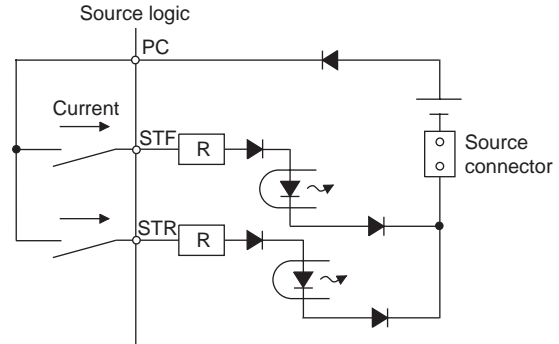 Source logic
PC
Current
STF
R
Source
connector
STR
R